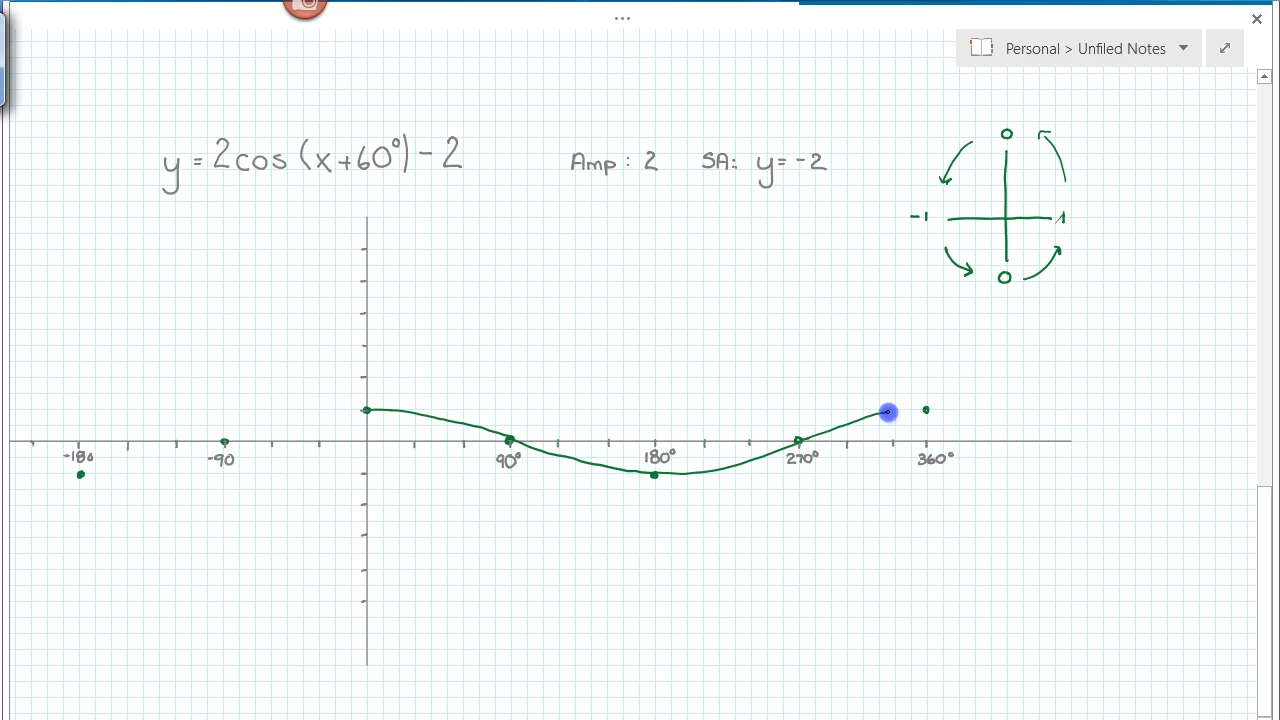 Personal > Unfiled Notes
y = 2cos (x+60°) - 2
Amp : 2
SA: y = -2
0
-1
1
0
-180
-90
90°
180°
270°
360°